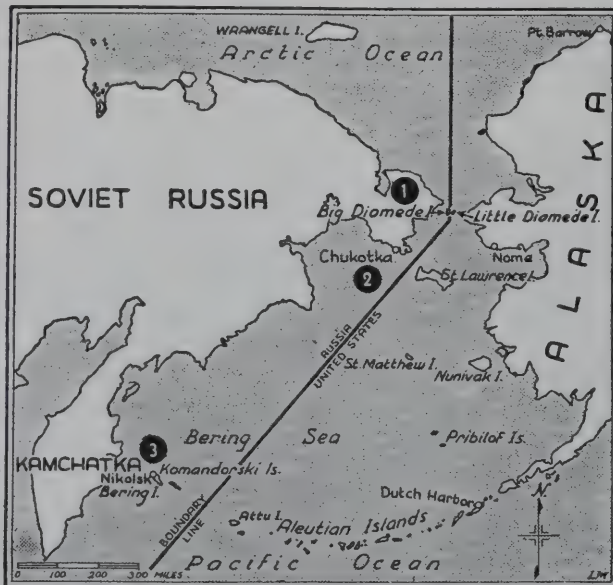 WRANGELL I.
Pt. Barrow
Arctic Ocean
SOVIET RUSSIA
ALASKA
1
Big Diomede I.
Little Diomede I.
Chukotka
Nome
2
St. Lawrence I.
RUSSIA
UNITED STATES
St. Matthew I.
Nunivak I.
3
Bering Sea
Pribilof Is.
KAMCHATKA
Komandorski Is.
Nikolsk
Bering I.
Dutch Harbor
BOUNDARY LINE
Attu I.
Aleutian Islands
N
Pacific Ocean
0 100 200 300 MILES